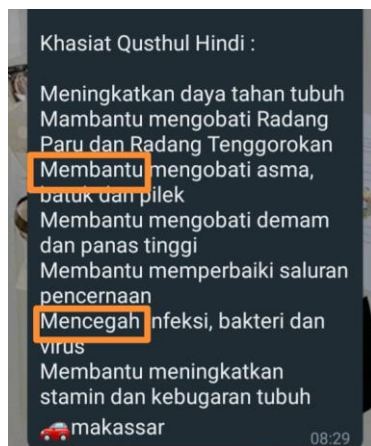 Khasiat Qusthul Hindi :
Meningkatkan daya tahan tubuh
Mambantu mengobati Radang
Paru dan Radang Tenggorokan
Membantu mengobati asma,
batuk dan pilek
Membantu mengobati demam
dan panas tinggi
Membantu memperbaiki saluran
pencernaan
Mencegah infeksi, bakteri dan
virus
Membantu meningkatkan
stamin dan kebugaran tubuh
🚗makassar
08:29